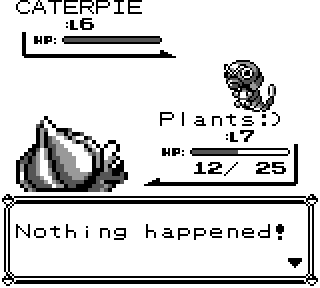 CATERPIE
:L6
HP:
Plants:)
:L7
HP:
12/ 25
Nothing happened!